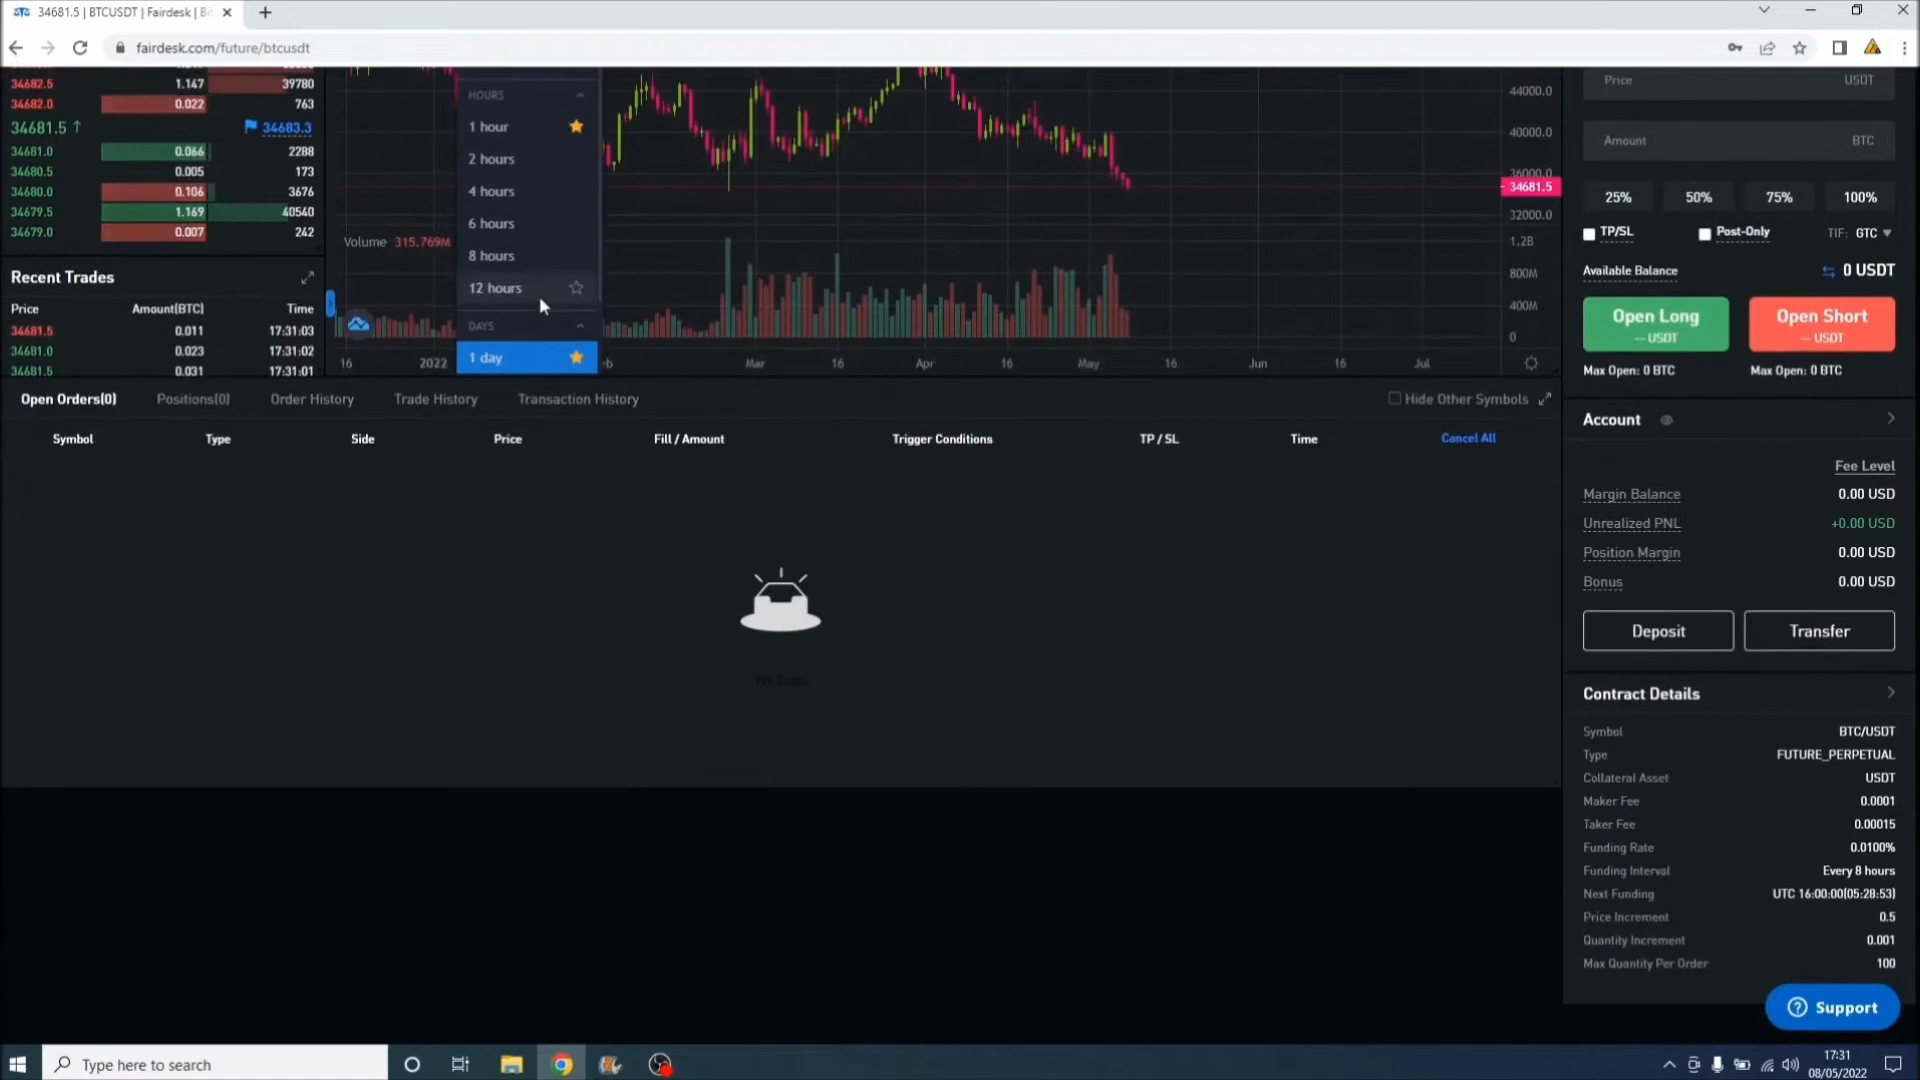 34681.5 | BTCUSDT | Fairdesk | Bi
fairdesk.com/future/btcusdt
34682.5 1.147 39780
34682.0 0.022 763
34681.5 ↑ 34683.3
34681.0 0.066 2288
34680.5 0.005 173
34680.0 0.106 3676
34679.5 1.169 40540
34679.0 0.007 242
Recent Trades
Price Amount(BTC) Time
34681.5 0.011 17:31:03
34681.0 0.023 17:31:02
34681.5 0.031 17:31:01
HOURS
1 hour
2 hours
4 hours
6 hours
8 hours
12 hours
DAYS
1 day
Volume 315.769M
44000.0
40000.0
36000.0
34681.5
32000.0
1.2B
800M
400M
0
16 2022 Mar 16 Apr 16 May 16 Jun 16 Jul
Price USDT
Amount BTC
25% 50% 75% 100%
TP/SL Post-Only TIF: GTC
Available Balance 0 USDT
Open Long Open Short
-- USDT -- USDT
Max Open: 0 BTC Max Open: 0 BTC
Open Orders(0) Positions(0) Order History Trade History Transaction History Hide Other Symbols
Symbol Type Side Price Fill / Amount Trigger Conditions TP / SL Time Cancel All
Account
Fee Level
Margin Balance 0.00 USD
Unrealized PNL +0.00 USD
Position Margin 0.00 USD
Bonus 0.00 USD
Deposit Transfer
Contract Details
Symbol BTC/USDT
Type FUTURE_PERPETUAL
Collateral Asset USDT
Maker Fee 0.0001
Taker Fee 0.00015
Funding Rate 0.0100%
Funding Interval Every 8 hours
Next Funding UTC 16:00:00(05:28:53)
Price Increment 0.5
Quantity Increment 0.001
Max Quantity Per Order 100
Support
Type here to search
17:31
08/05/2022